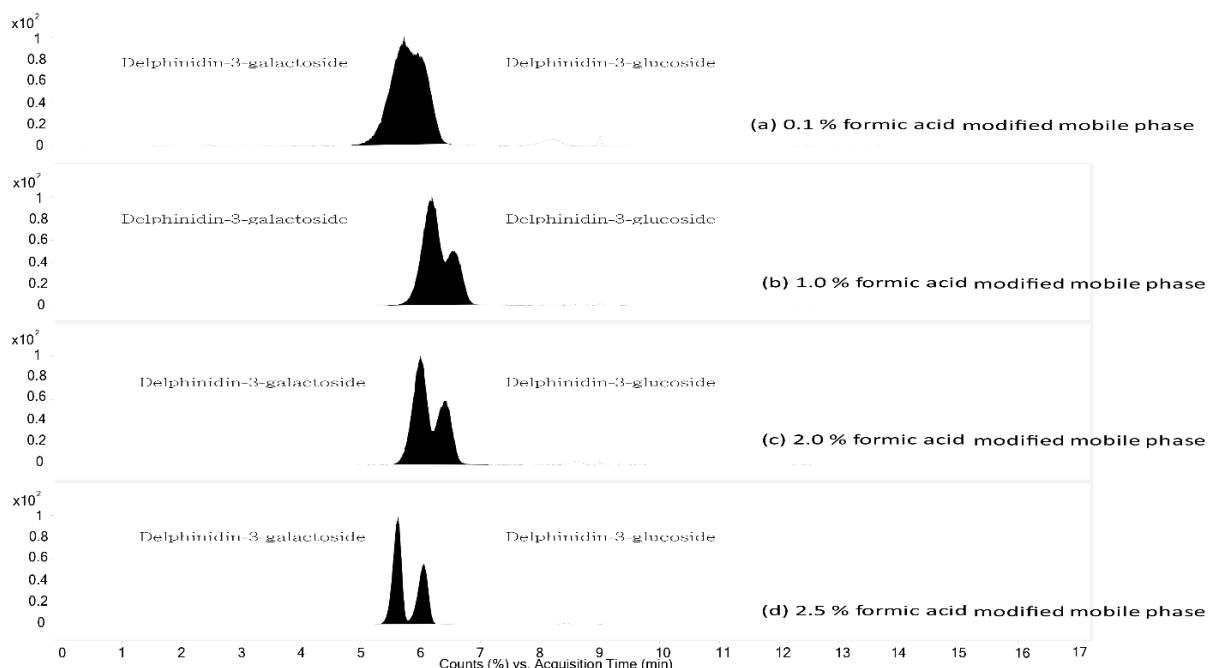 x10²
1
0.8
0.6
0.4
0.2
0
Delphinidin-3-galactoside
Delphinidin-3-glucoside
(a) 0.1 % formic acid modified mobile phase
x10²
1
0.8
0.6
0.4
0.2
0
Delphinidin-3-galactoside
Delphinidin-3-glucoside
(b) 1.0 % formic acid modified mobile phase
x10²
1
0.8
0.6
0.4
0.2
0
Delphinidin-3-galactoside
Delphinidin-3-glucoside
(c) 2.0 % formic acid modified mobile phase
x10²
1
0.8
0.6
0.4
0.2
0
Delphinidin-3-galactoside
Delphinidin-3-glucoside
(d) 2.5 % formic acid modified mobile phase
0 1 2 3 4 5 6 7 8 9 10 11 12 13 14 15 16 17
Counts (%) vs. Acquisition Time (min)